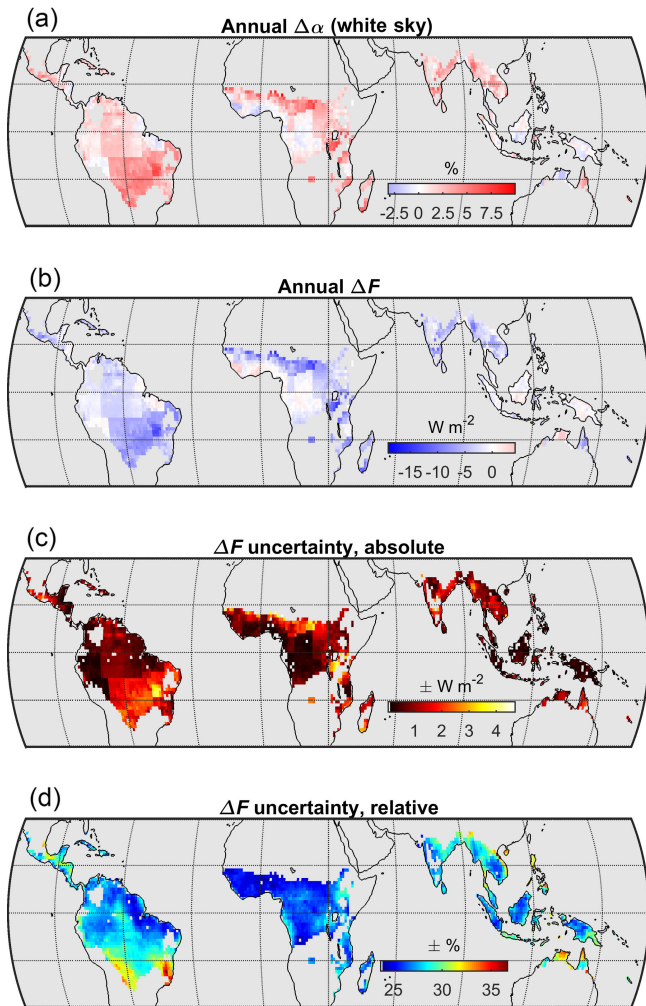 (a)
Annual Δα (white sky)
%
-2.5 0 2.5 5 7.5
(b)
Annual ΔF
W m-2
-15 -10 -5 0
(c)
ΔF uncertainty, absolute
± W m-2
1 2 3 4
(d)
ΔF uncertainty, relative
± %
25 30 35